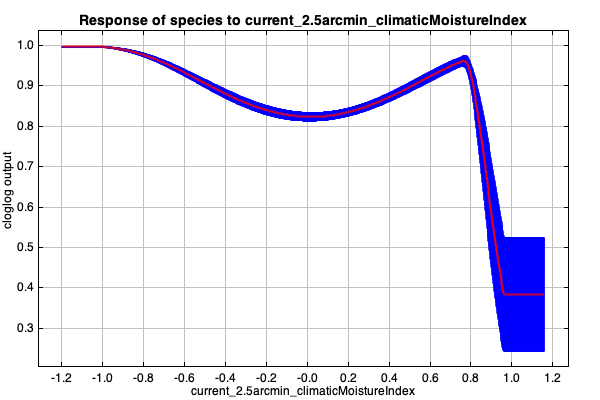 Response of species to current_2.5arcmin_climaticMoistureIndex
1.0
0.9
0.8
0.7
0.6
0.5
0.4
0.3
cloglog output
-1.2 -1.0 -0.8 -0.6 -0.4 -0.2 -0.0 0.2 0.4 0.6 0.8 1.0 1.2
current_2.5arcmin_climaticMoistureIndex